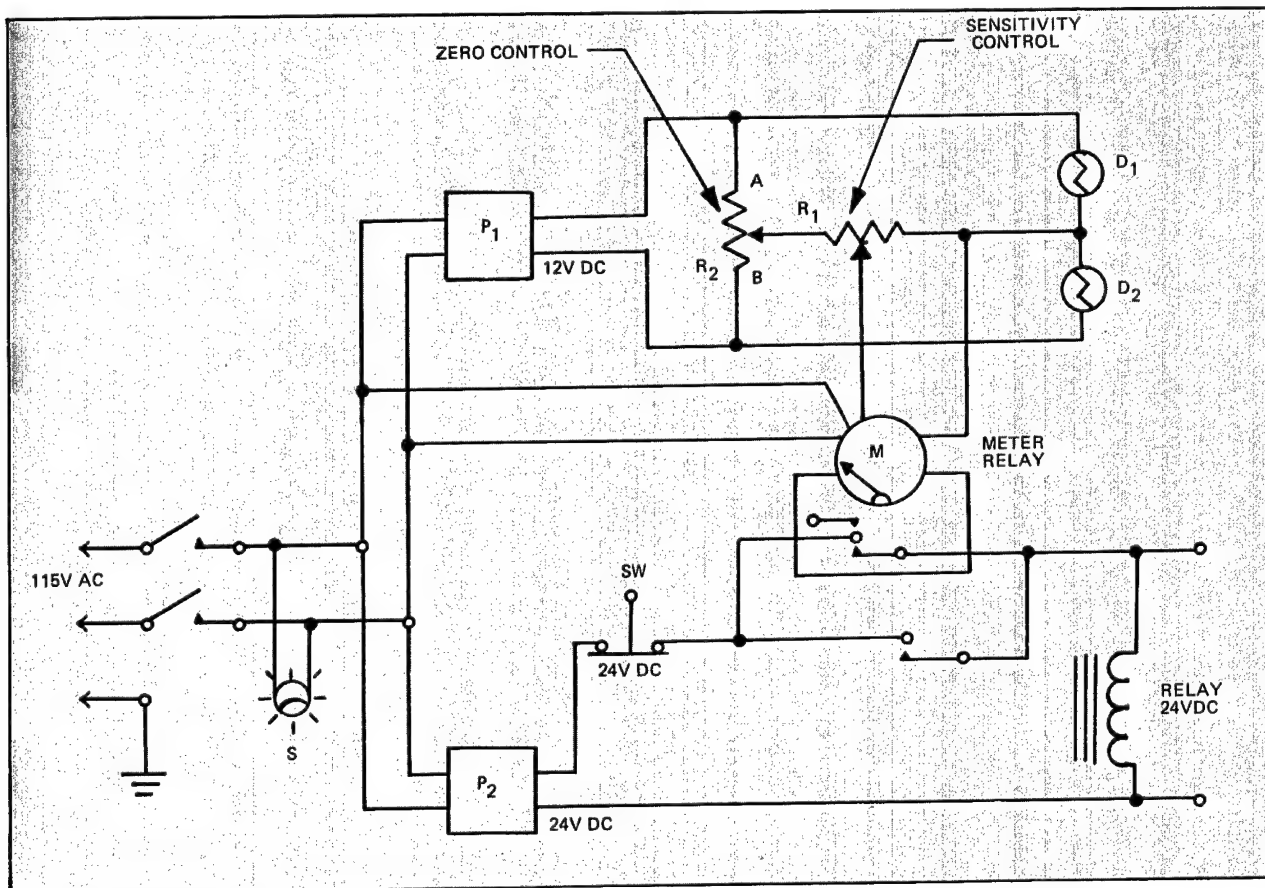 SENSITIVITY
CONTROL
ZERO CONTROL
A
R1
D1
P1
12V DC
R2
B
D2
M
METER
RELAY
115V AC
SW
24V DC
RELAY
24VDC
S
P2
24V DC